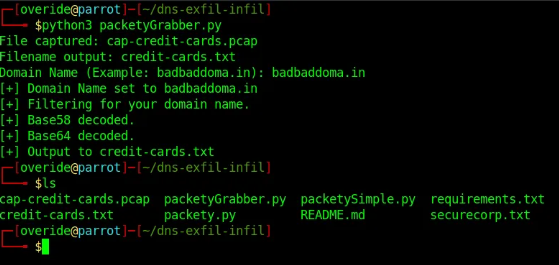 ┌─[overide@parrot]─[~/dns-exfil-infil]
└──╼ $python3 packetyGrabber.py
File captured: cap-credit-cards.pcap
Filename output: credit-cards.txt
Domain Name (Example: badbaddoma.in): badbaddoma.in
[+] Domain Name set to badbaddoma.in
[+] Filtering for your domain name.
[+] Base58 decoded.
[+] Base64 decoded.
[+] Output to credit-cards.txt
┌─[overide@parrot]─[~/dns-exfil-infil]
└──╼ $ls
cap-credit-cards.pcap  packetyGrabber.py  packetySimple.py  requirements.txt
credit-cards.txt       packety.py         README.md         securecorp.txt
┌─[overide@parrot]─[~/dns-exfil-infil]
└──╼ $